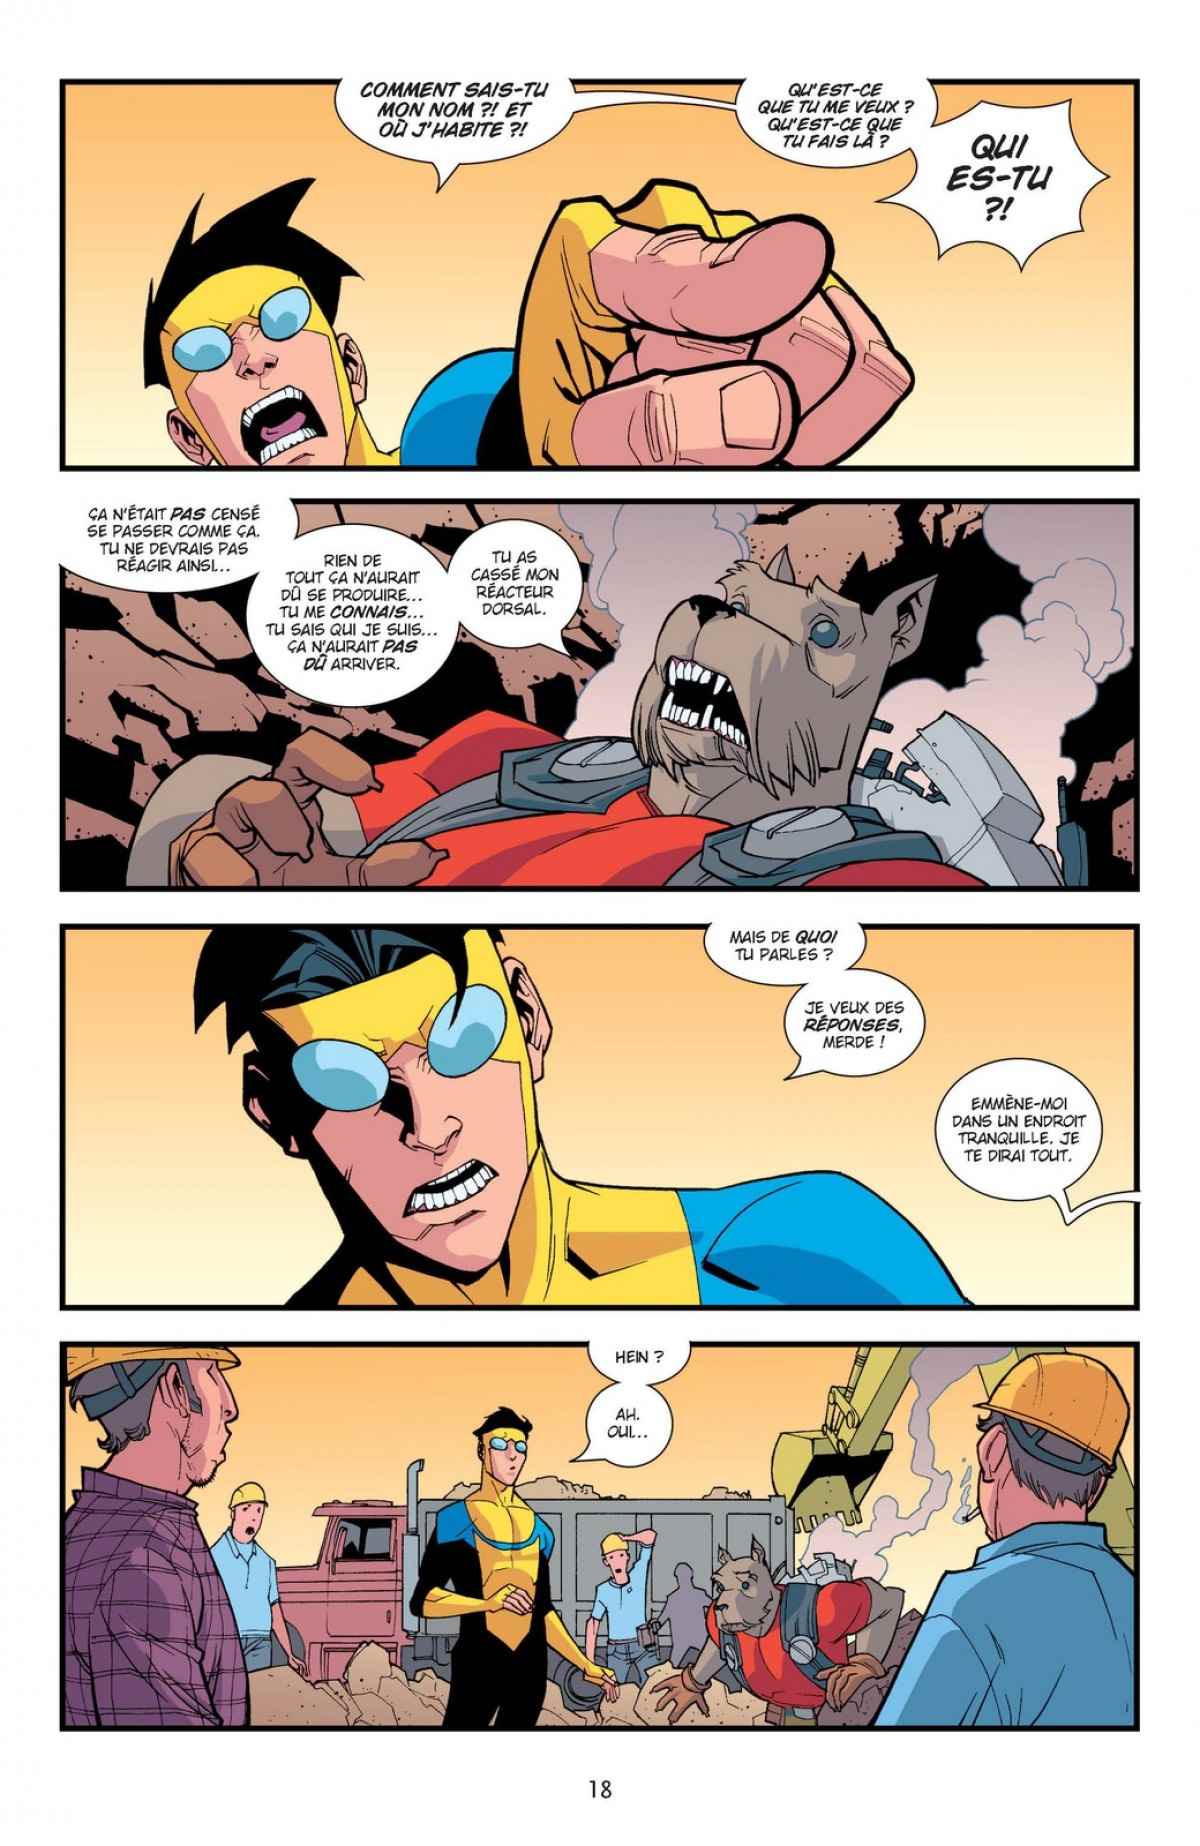 COMMENT SAIS-TU
MON NOM ?! ET
OÙ J'HABITE ?!
QU'EST-CE
QUE TU ME VEUX ?
QU'EST-CE QUE
TU FAIS LÀ ?
QUI
ES-TU
?!
ÇA N'ÉTAIT PAS CENSÉ
SE PASSER COMME ÇA.
TU NE DEVRAIS PAS
RÉAGIR AINSI...
RIEN DE
TOUT ÇA N'AURAIT
DÛ SE PRODUIRE...
TU ME CONNAIS...
TU SAIS QUI JE SUIS...
ÇA N'AURAIT PAS
DÛ ARRIVER.
TU AS
CASSÉ MON
RÉACTEUR
DORSAL.
MAIS DE QUOI
TU PARLES ?
JE VEUX DES
RÉPONSES,
MERDE !
EMMÈNE-MOI
DANS UN ENDROIT
TRANQUILLE. JE
TE DIRAI TOUT.
HEIN ?
AH.
OUI...
18